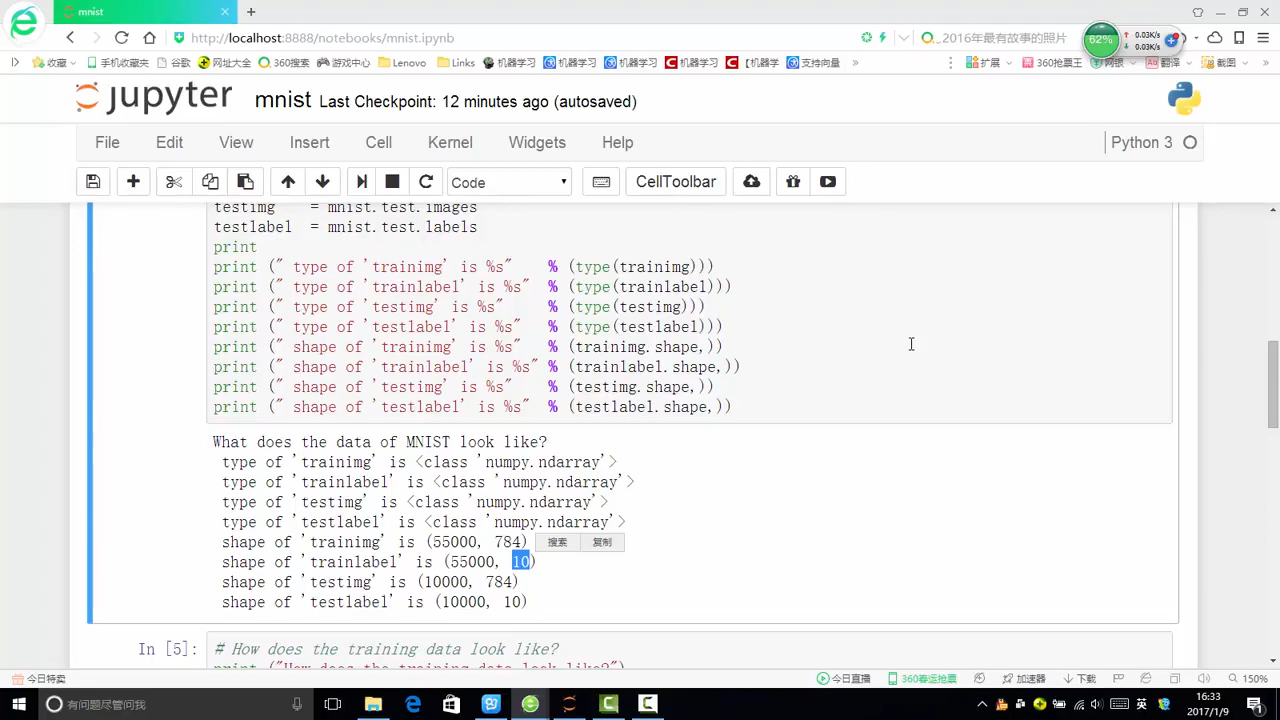 mnist
http://localhost:8888/notebooks/mnist.ipynb
2016年最有故事的照片
62%
0.03K/s
0.03K/s
收藏 手机收藏夹 谷歌 网址大全 360搜索 游戏中心 Lenovo Links 机器学习 机器学习 机器学习 机器学习 【机器学 支持向量 » 扩展 360抢票王 网银 翻译 截图 »
jupyter mnist Last Checkpoint: 12 minutes ago (autosaved)
File Edit View Insert Cell Kernel Widgets Help Python 3
Code CellToolbar
testimg = mnist.test.images
testlabel = mnist.test.labels
print
print (" type of 'trainimg' is %s" % (type(trainimg)))
print (" type of 'trainlabel' is %s" % (type(trainlabel)))
print (" type of 'testimg' is %s" % (type(testimg)))
print (" type of 'testlabel' is %s" % (type(testlabel)))
print (" shape of 'trainimg' is %s" % (trainimg.shape,))
print (" shape of 'trainlabel' is %s" % (trainlabel.shape,))
print (" shape of 'testimg' is %s" % (testimg.shape,))
print (" shape of 'testlabel' is %s" % (testlabel.shape,))
What does the data of MNIST look like?
type of 'trainimg' is <class 'numpy.ndarray'>
type of 'trainlabel' is <class 'numpy.ndarray'>
type of 'testimg' is <class 'numpy.ndarray'>
type of 'testlabel' is <class 'numpy.ndarray'>
shape of 'trainimg' is (55000, 784)
搜索 复制
shape of 'trainlabel' is (55000, 10)
shape of 'testimg' is (10000, 784)
shape of 'testlabel' is (10000, 10)
In [5]: # How does the training data look like?
print ("How does the training data look like?")
今日特卖 今日直播 360春运抢票 加速器 下载 150%
有问题尽管问我
英
16:33
2017/1/9